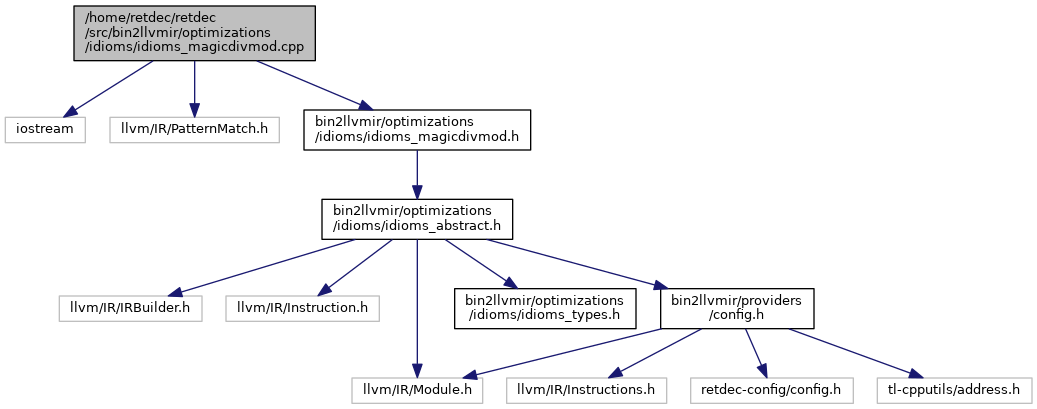 /home/retdec/retdec
/src/bin2llvmir/optimizations
/idioms/idioms_magicdivmod.cpp
iostream
llvm/IR/PatternMatch.h
bin2llvmir/optimizations
/idioms/idioms_magicdivmod.h
bin2llvmir/optimizations
/idioms/idioms_abstract.h
llvm/IR/IRBuilder.h
llvm/IR/Instruction.h
bin2llvmir/optimizations
/idioms/idioms_types.h
bin2llvmir/providers
/config.h
llvm/IR/Module.h
llvm/IR/Instructions.h
retdec-config/config.h
tl-cpputils/address.h